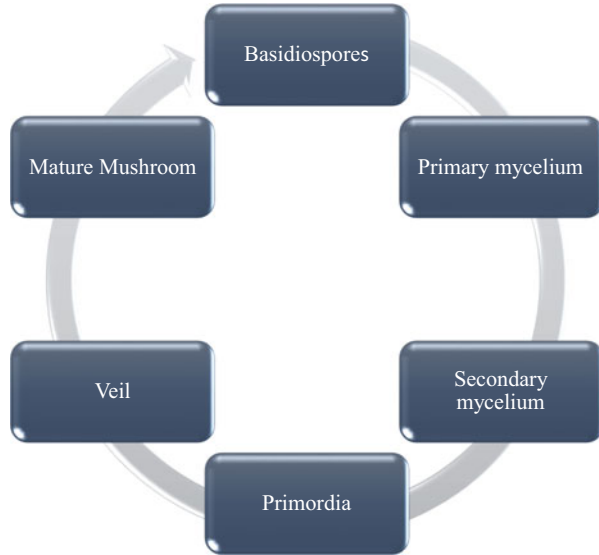 Basidiospores
Primary mycelium
Secondary
mycelium
Primordia
Veil
Mature Mushroom